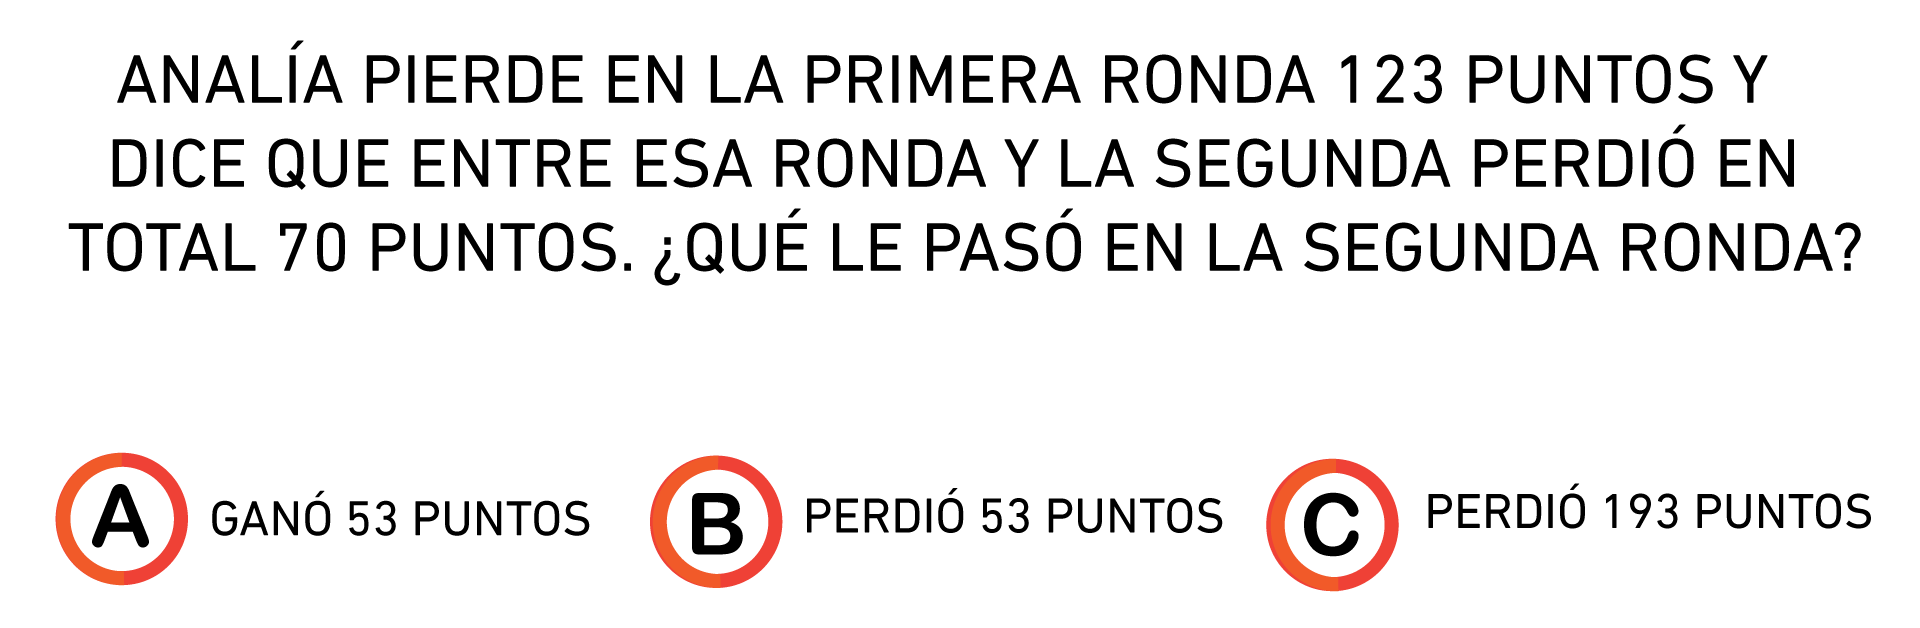 ANALÍA PIERDE EN LA PRIMERA RONDA 123 PUNTOS Y
DICE QUE ENTRE ESA RONDA Y LA SEGUNDA PERDIÓ EN
TOTAL 70 PUNTOS. ¿QUÉ LE PASÓ EN LA SEGUNDA RONDA?
A GANÓ 53 PUNTOS
B PERDIÓ 53 PUNTOS
C PERDIÓ 193 PUNTOS